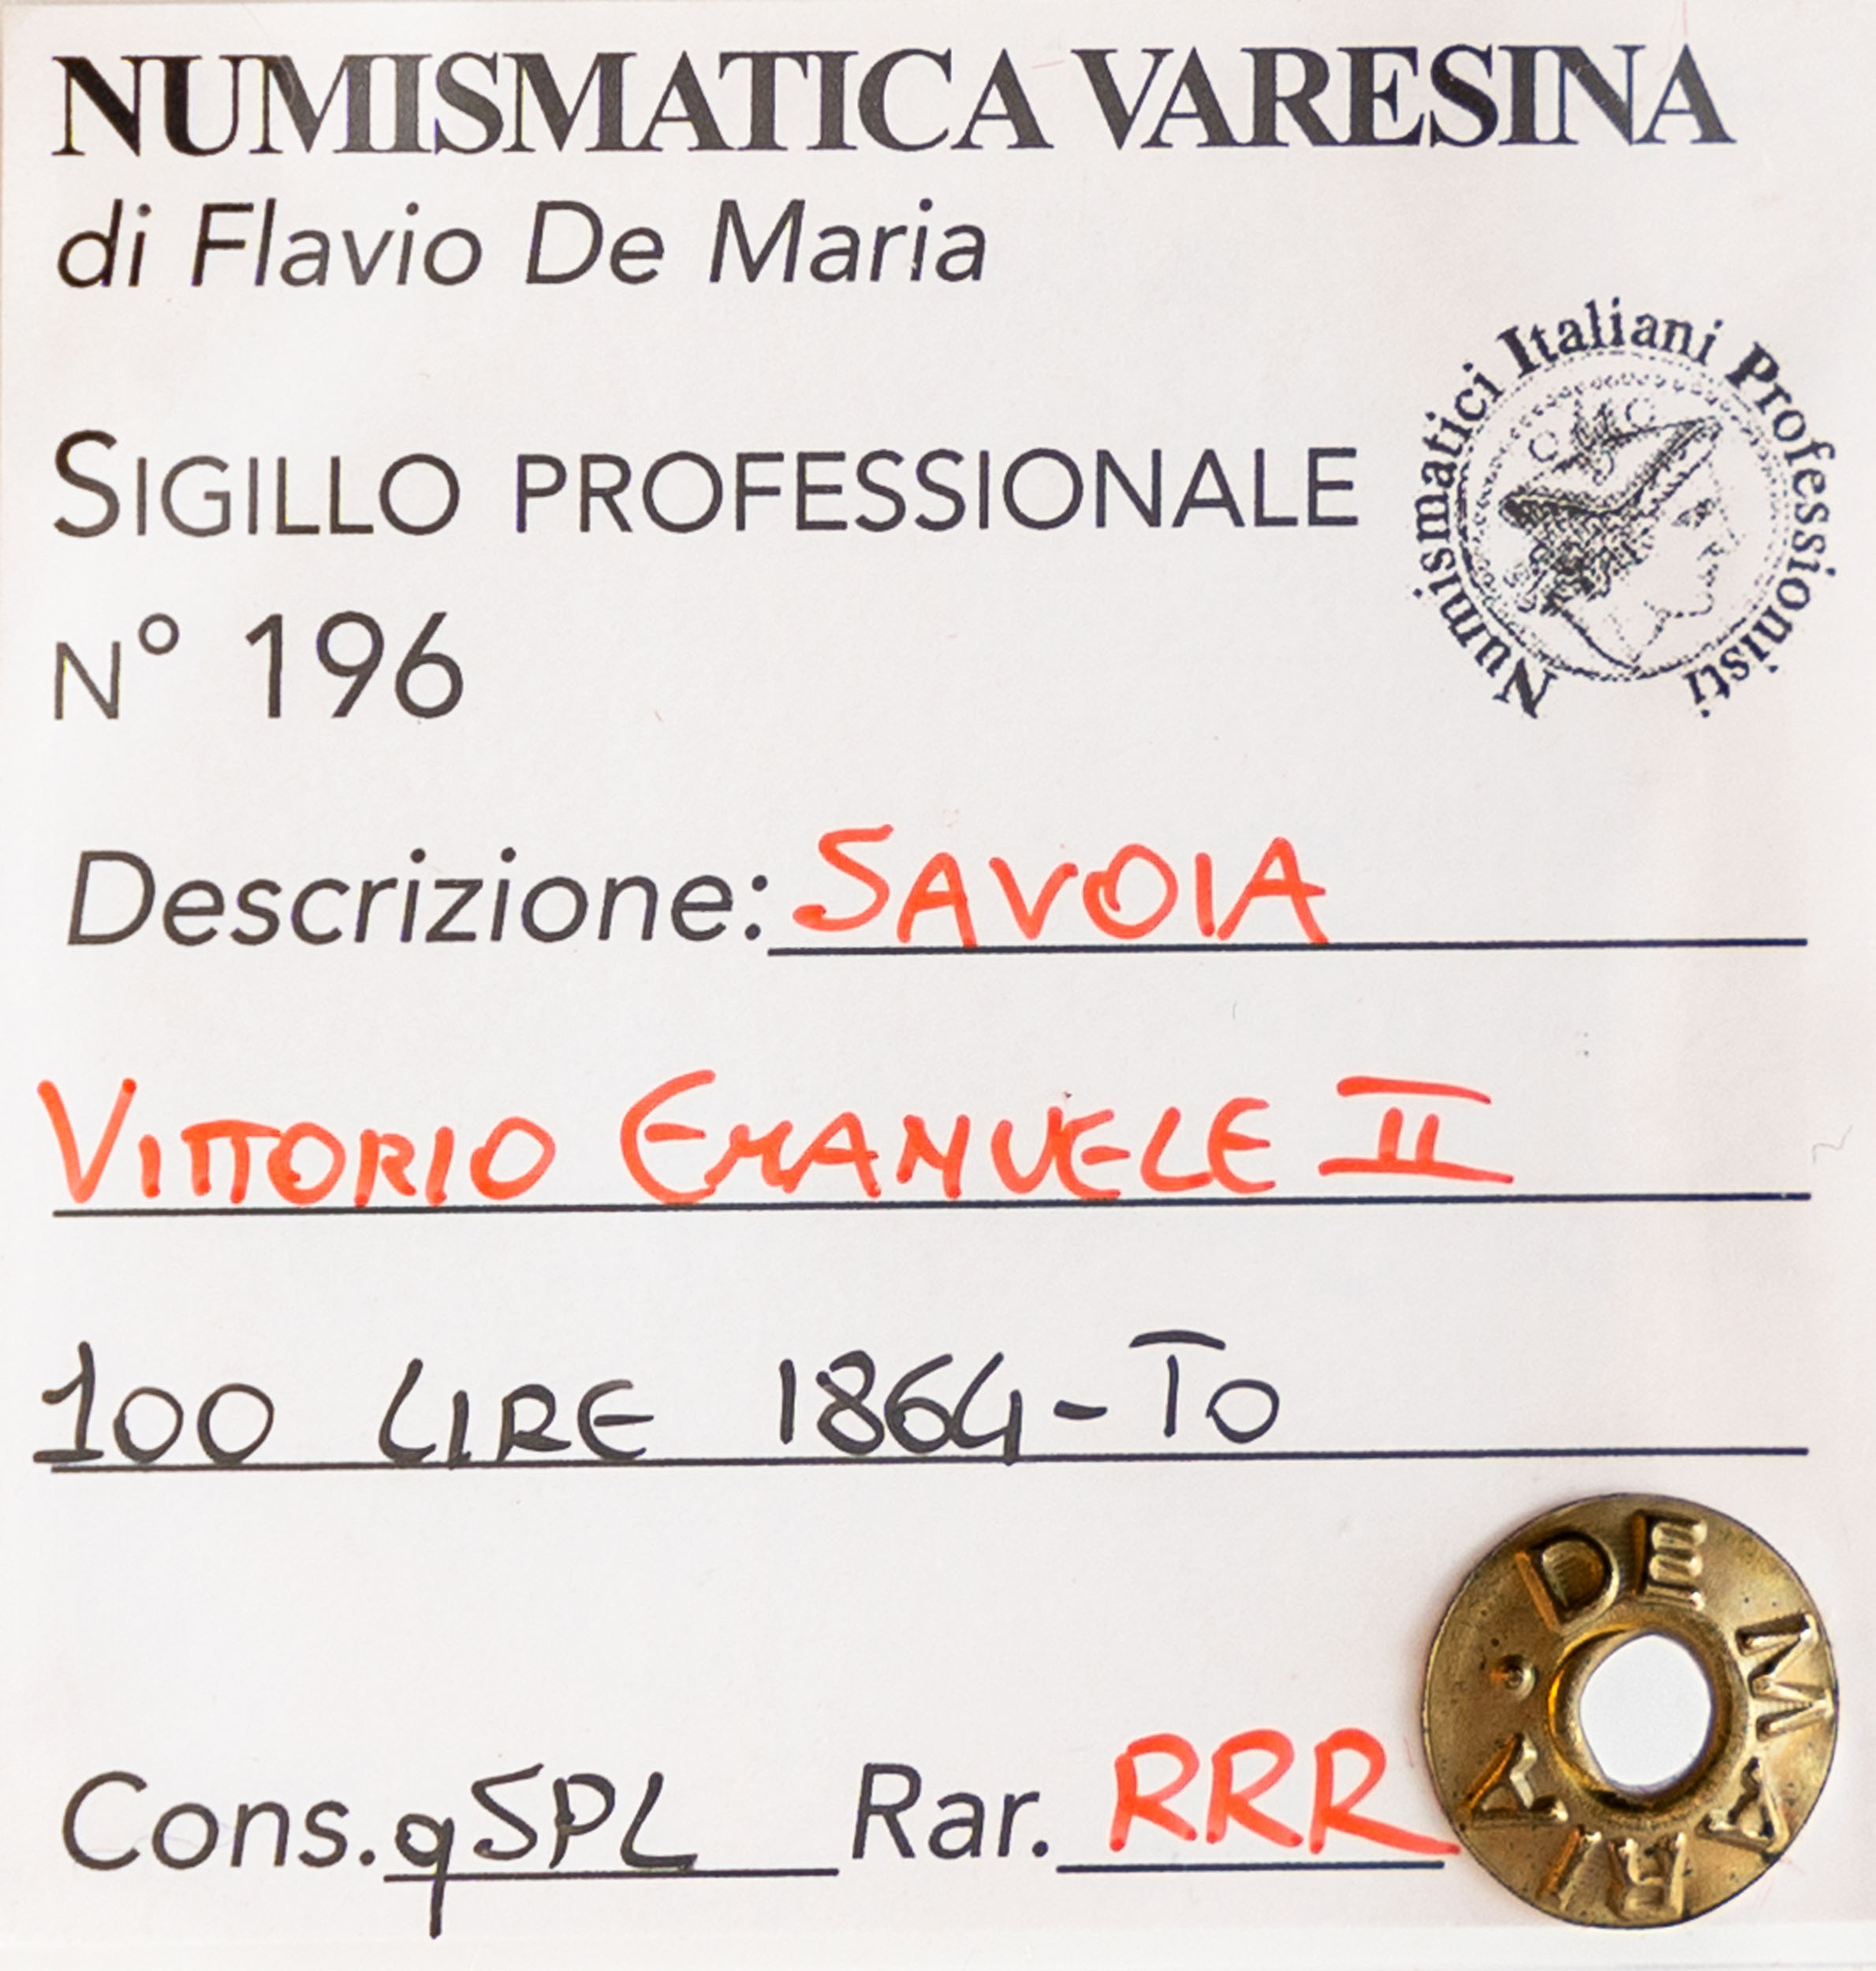 NUMISMATICA VARESINA
di Flavio De Maria
Numismatici Italiani Professionisti
SIGILLO PROFESSIONALE
N° 196
Descrizione: SAVOIA
VITTORIO EMANUELE II
100 LIRE 1864-TO
Cons. qSPL Rar. RRR
DE MARIA •